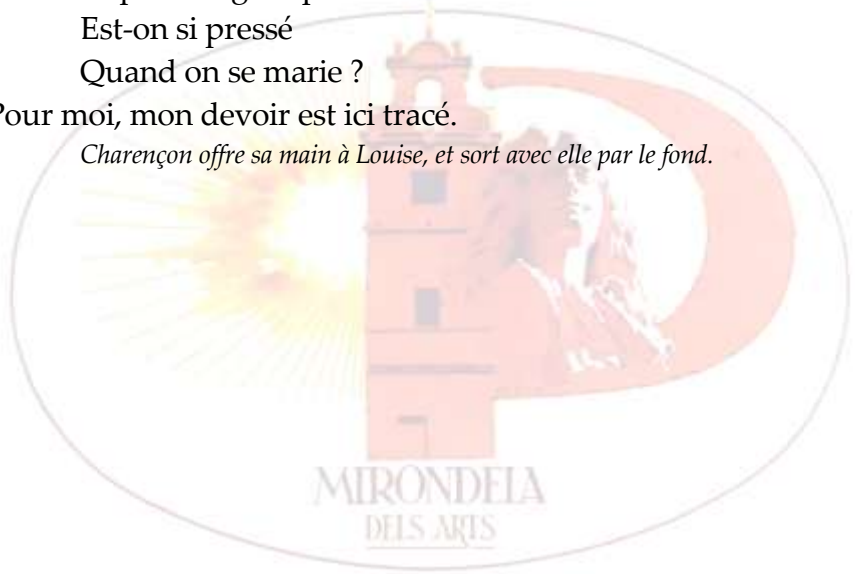 Est-on si pressé
Quand on se marie ?
Pour moi, mon devoir est ici tracé.
Charençon offre sa main à Louise, et sort avec elle par le fond.
MIRONDELA
DELS ARTS